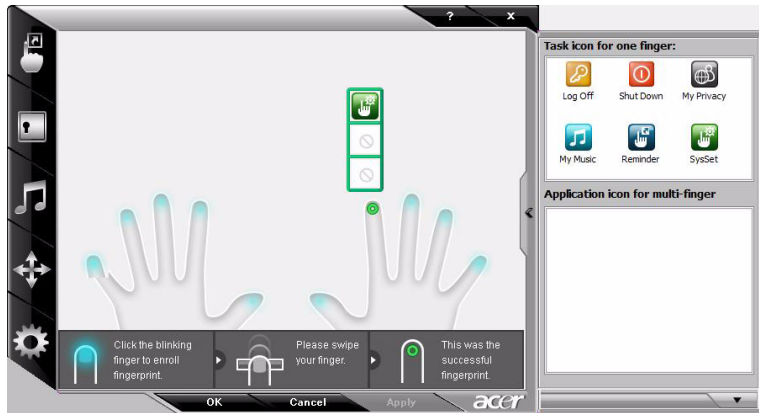 ? x
Task icon for one finger:
Log Off Shut Down My Privacy
My Music Reminder SysSet
Application icon for multi-finger
Click the blinking
finger to enroll
fingerprint.
Please swipe
your finger.
This was the
successful
fingerprint.
OK Cancel Apply acer